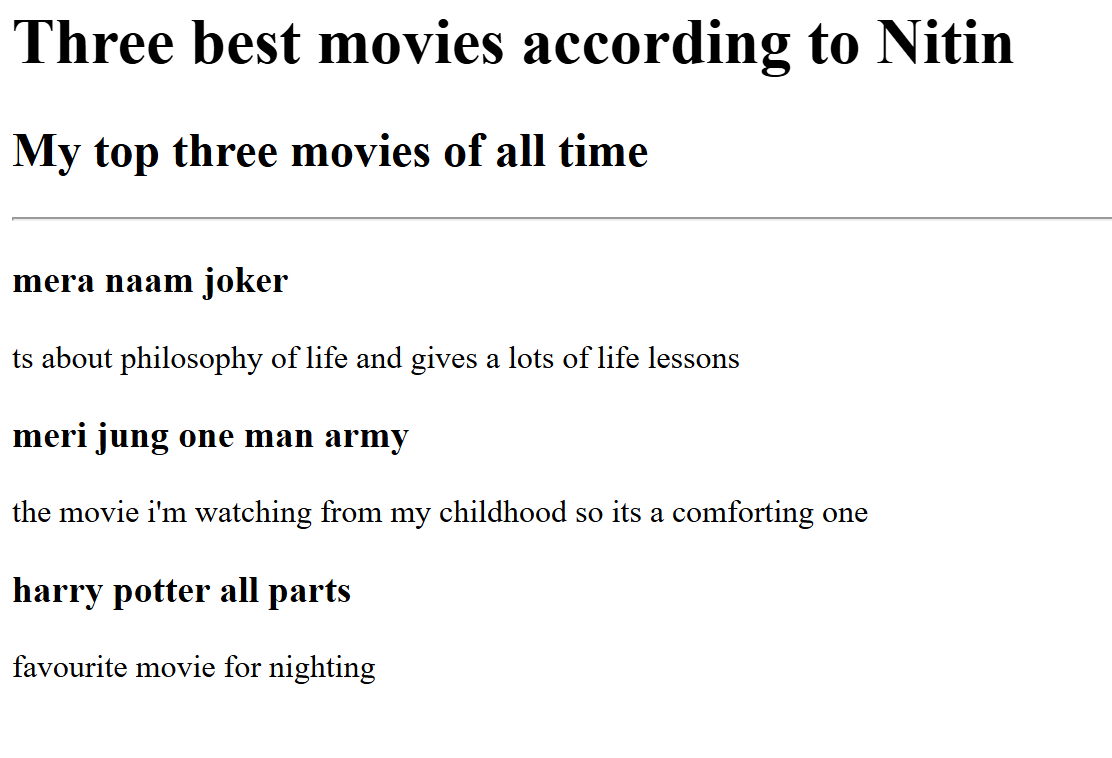 Three best movies according to Nitin
My top three movies of all time
mera naam joker
ts about philosophy of life and gives a lots of life lessons
meri jung one man army
the movie i'm watching from my childhood so its a comforting one
harry potter all parts
favourite movie for nighting